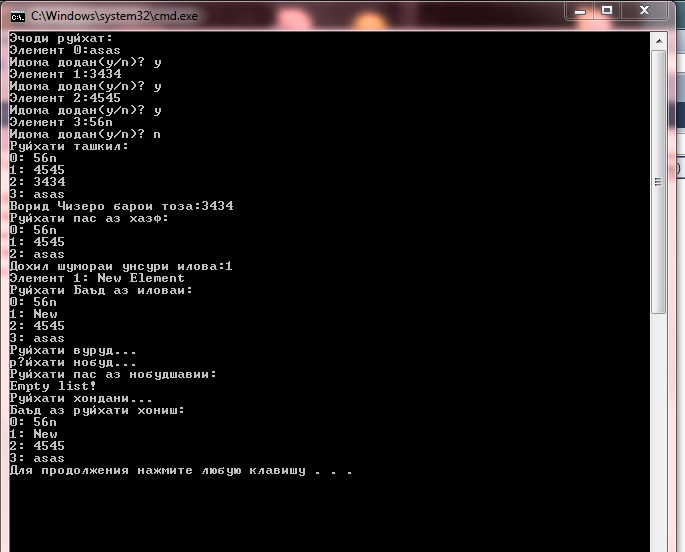 C:\Windows\system32\cmd.exe
Эчоди руйхат:
Элемент 0:asas
Идома додан(y/n)? y
Элемент 1:3434
Идома додан(y/n)? y
Элемент 2:4545
Идома додан(y/n)? y
Элемент 3:56n
Идома додан(y/n)? n
Руйхати ташкил:
0: 56n
1: 4545
2: 3434
3: asas
Ворид Чизеро барои тоза:3434
Руйхати пас аз хазф:
0: 56n
1: 4545
2: asas
Дохил шумораи унсури илова:1
Элемент 1: New Element
Руйхати Баъд аз иловаи:
0: 56n
1: New
2: 4545
3: asas
Руйхати вуруд...
р?йхати нобуд...
Руйхати пас аз нобудшавии:
Empty list!
Руйхати хондани...
Баъд аз руйхати хониш:
0: 56n
1: New
2: 4545
3: asas
Для продолжения нажмите любую клавишу . . .